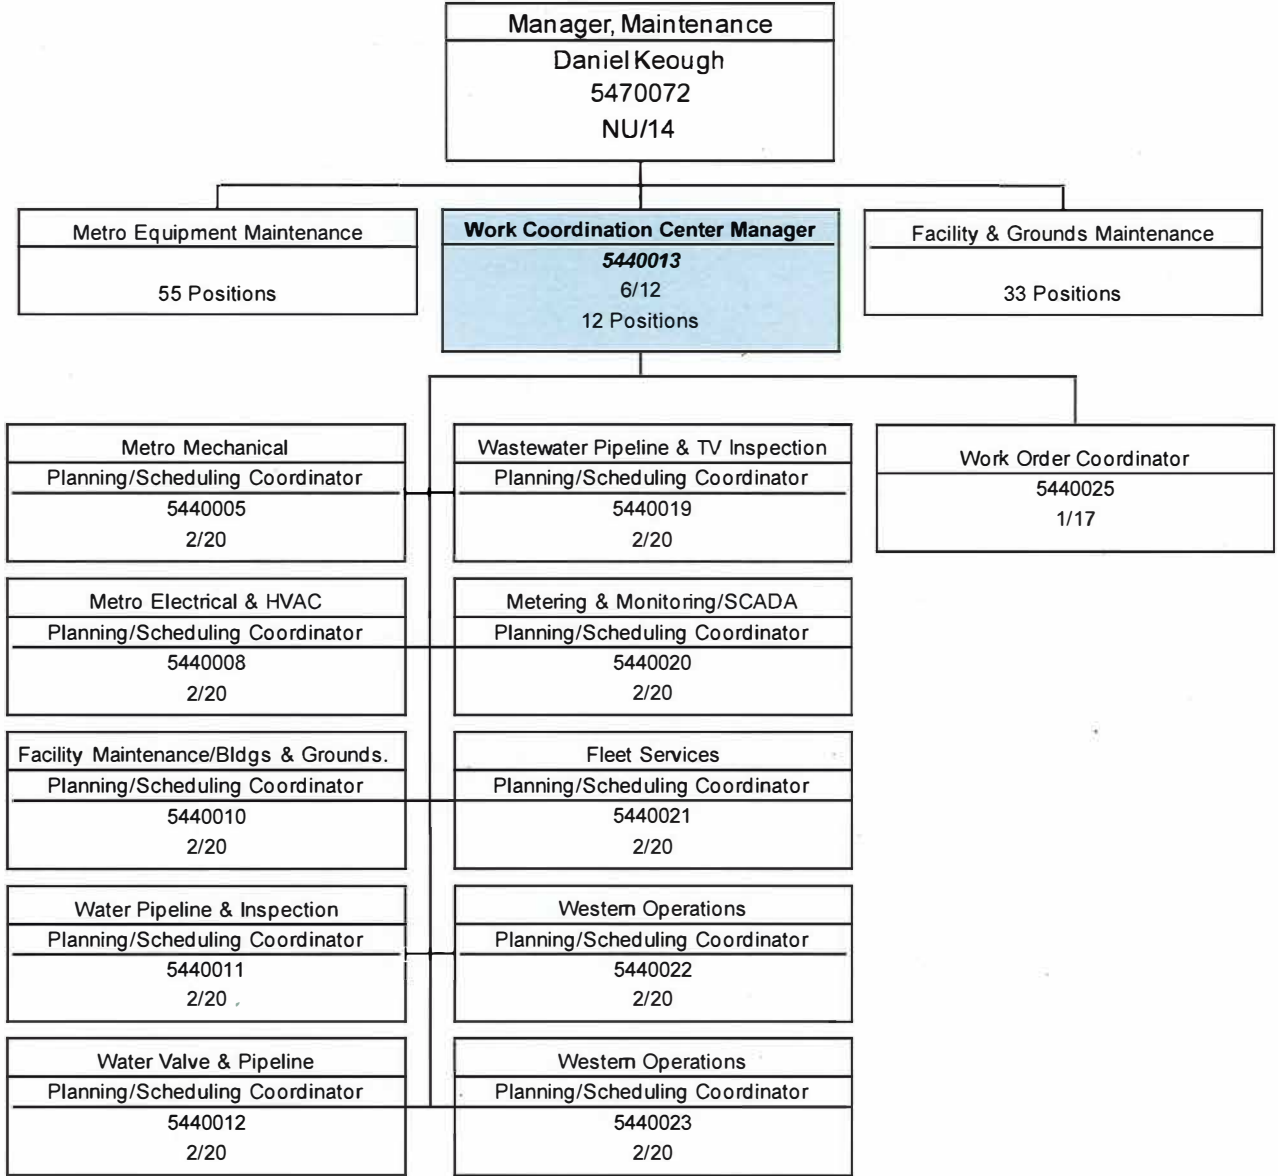 Manager, Maintenance
Daniel Keough
5470072
NU/14
Metro Equipment Maintenance
55 Positions
Work Coordination Center Manager
5440013
6/12
12 Positions
Facility & Grounds Maintenance
33 Positions
Metro Mechanical
Planning/Scheduling Coordinator
5440005
2/20
Wastewater Pipeline & TV Inspection
Planning/Scheduling Coordinator
5440019
2/20
Work Order Coordinator
5440025
1/17
Metro Electrical & HVAC
Planning/Scheduling Coordinator
5440008
2/20
Metering & Monitoring/SCADA
Planning/Scheduling Coordinator
5440020
2/20
Facility Maintenance/Bldgs & Grounds.
Planning/Scheduling Coordinator
5440010
2/20
Fleet Services
Planning/Scheduling Coordinator
5440021
2/20
Water Pipeline & Inspection
Planning/Scheduling Coordinator
5440011
2/20
Western Operations
Planning/Scheduling Coordinator
5440022
2/20
Water Valve & Pipeline
Planning/Scheduling Coordinator
5440012
2/20
Western Operations
Planning/Scheduling Coordinator
5440023
2/20